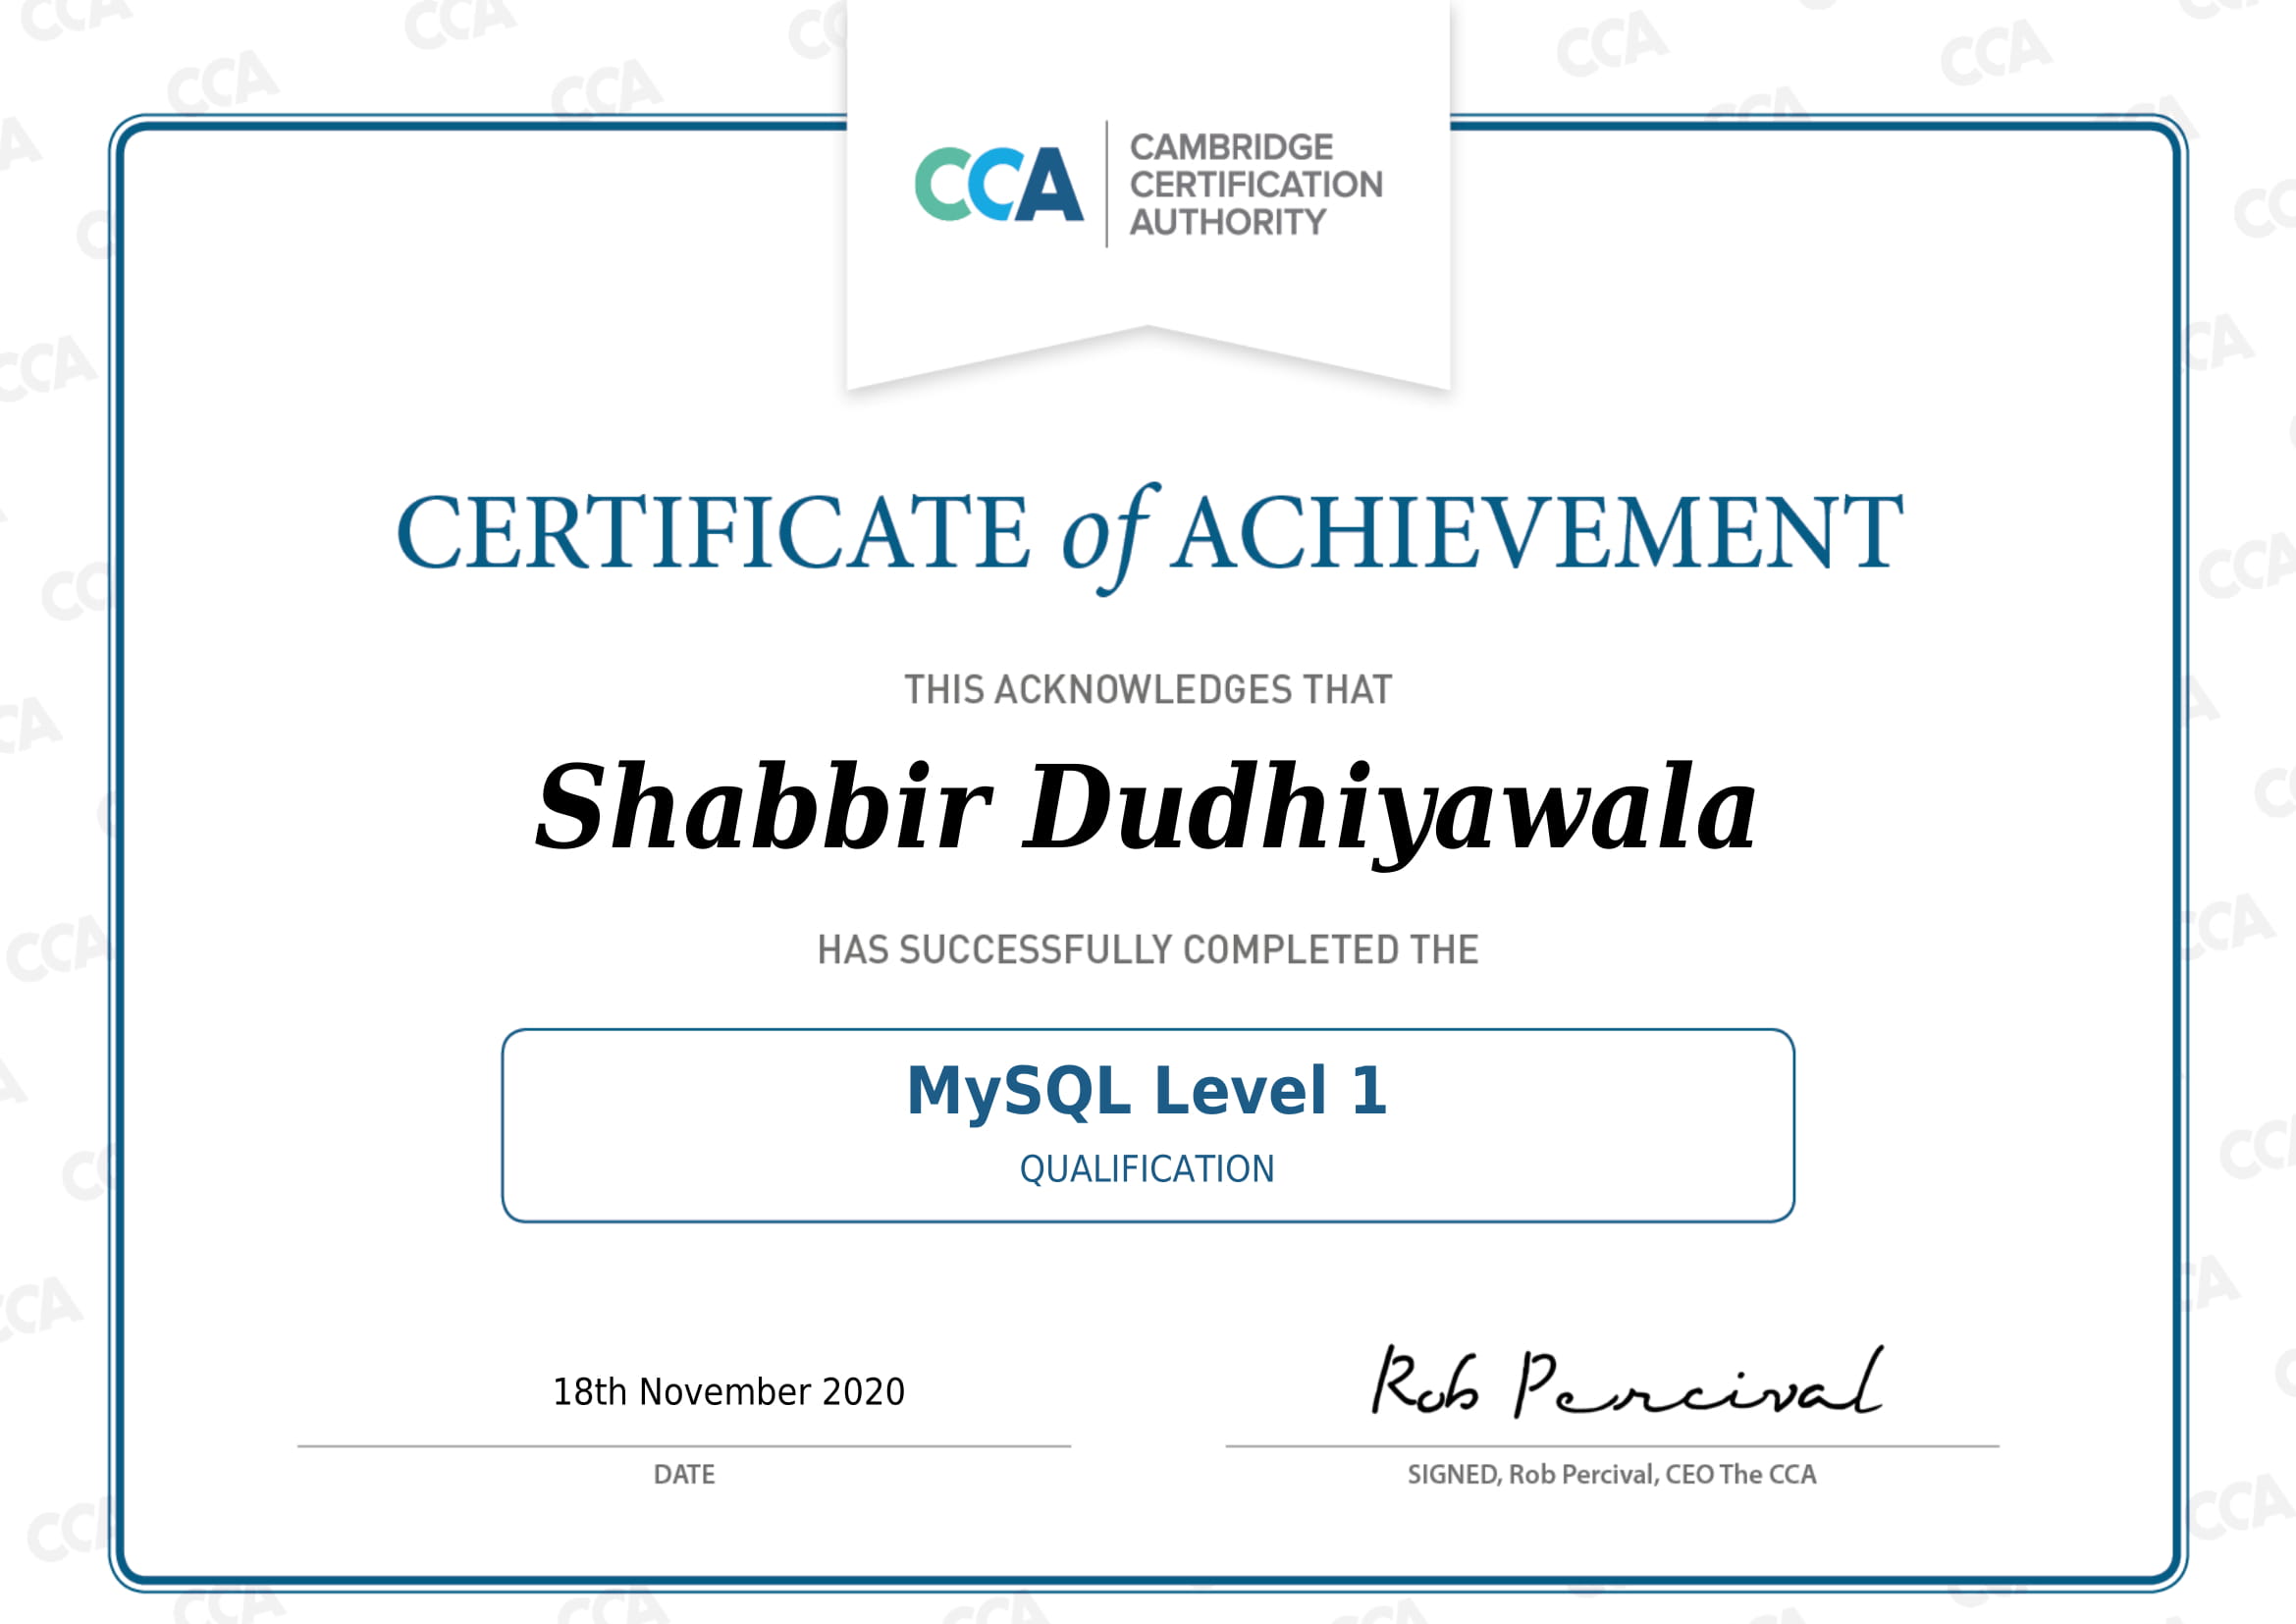 CCA
CAMBRIDGE
CERTIFICATION
AUTHORITY
CERTIFICATE of ACHIEVEMENT
THIS ACKNOWLEDGES THAT
Shabbir Dudhiyawala
HAS SUCCESSFULLY COMPLETED THE
MySQL Level 1
QUALIFICATION
18th November 2020
Rob Percival
DATE
SIGNED, Rob Percival, CEO The CCA